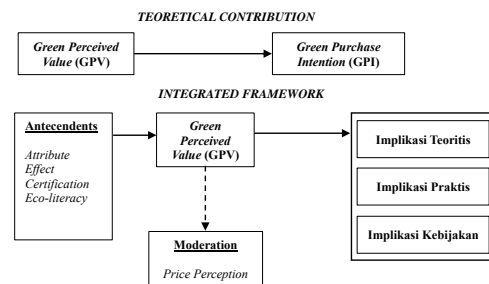 TEORETICAL CONTRIBUTION
Green Perceived
Value (GPV)
Green Purchase
Intention (GPI)
INTEGRATED FRAMEWORK
Antecendents
Attribute
Effect
Certification
Eco-literacy
Green
Perceived
Value (GPV)
Implikasi Teoritis
Implikasi Praktis
Implikasi Kebijakan
Moderation
Price Perception